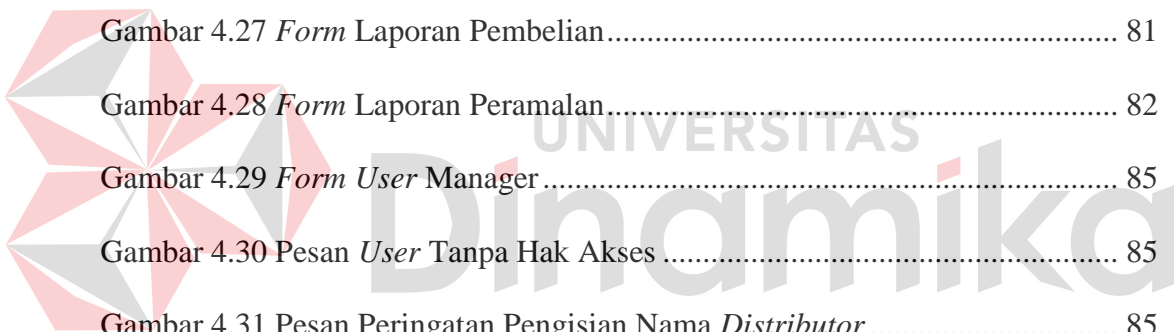 Gambar 4.27 Form Laporan Pembelian.................................................................. 81
Gambar 4.28 Form Laporan Peramalan.................................................................. 82
UNIVERSITAS
Gambar 4.29 Form User Manager.......................................................................... 85
Dinamika
Gambar 4.30 Pesan User Tanpa Hak Akses .......................................................... 85
Gambar 4.31 Pesan Peringatan Pengisian Nama Distributor ................................ 85